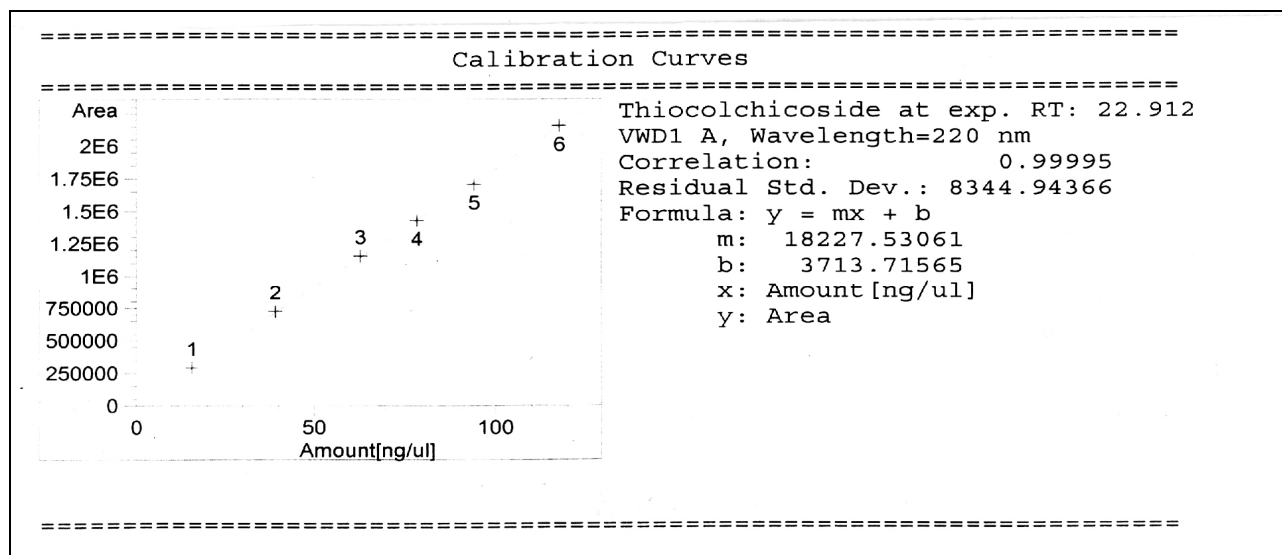 =====================================================================
Calibration Curves
=====================================================================
Area
2E6
1.75E6
1.5E6
1.25E6
1E6
750000
500000
250000
0
1
2
3
4
5
6
0 50 100
Amount[ng/ul]
Thiocolchicoside at exp. RT: 22.912
VWD1 A, Wavelength=220 nm
Correlation: 0.99995
Residual Std. Dev.: 8344.94366
Formula: y = mx + b
m: 18227.53061
b: 3713.71565
x: Amount[ng/ul]
y: Area
=====================================================================